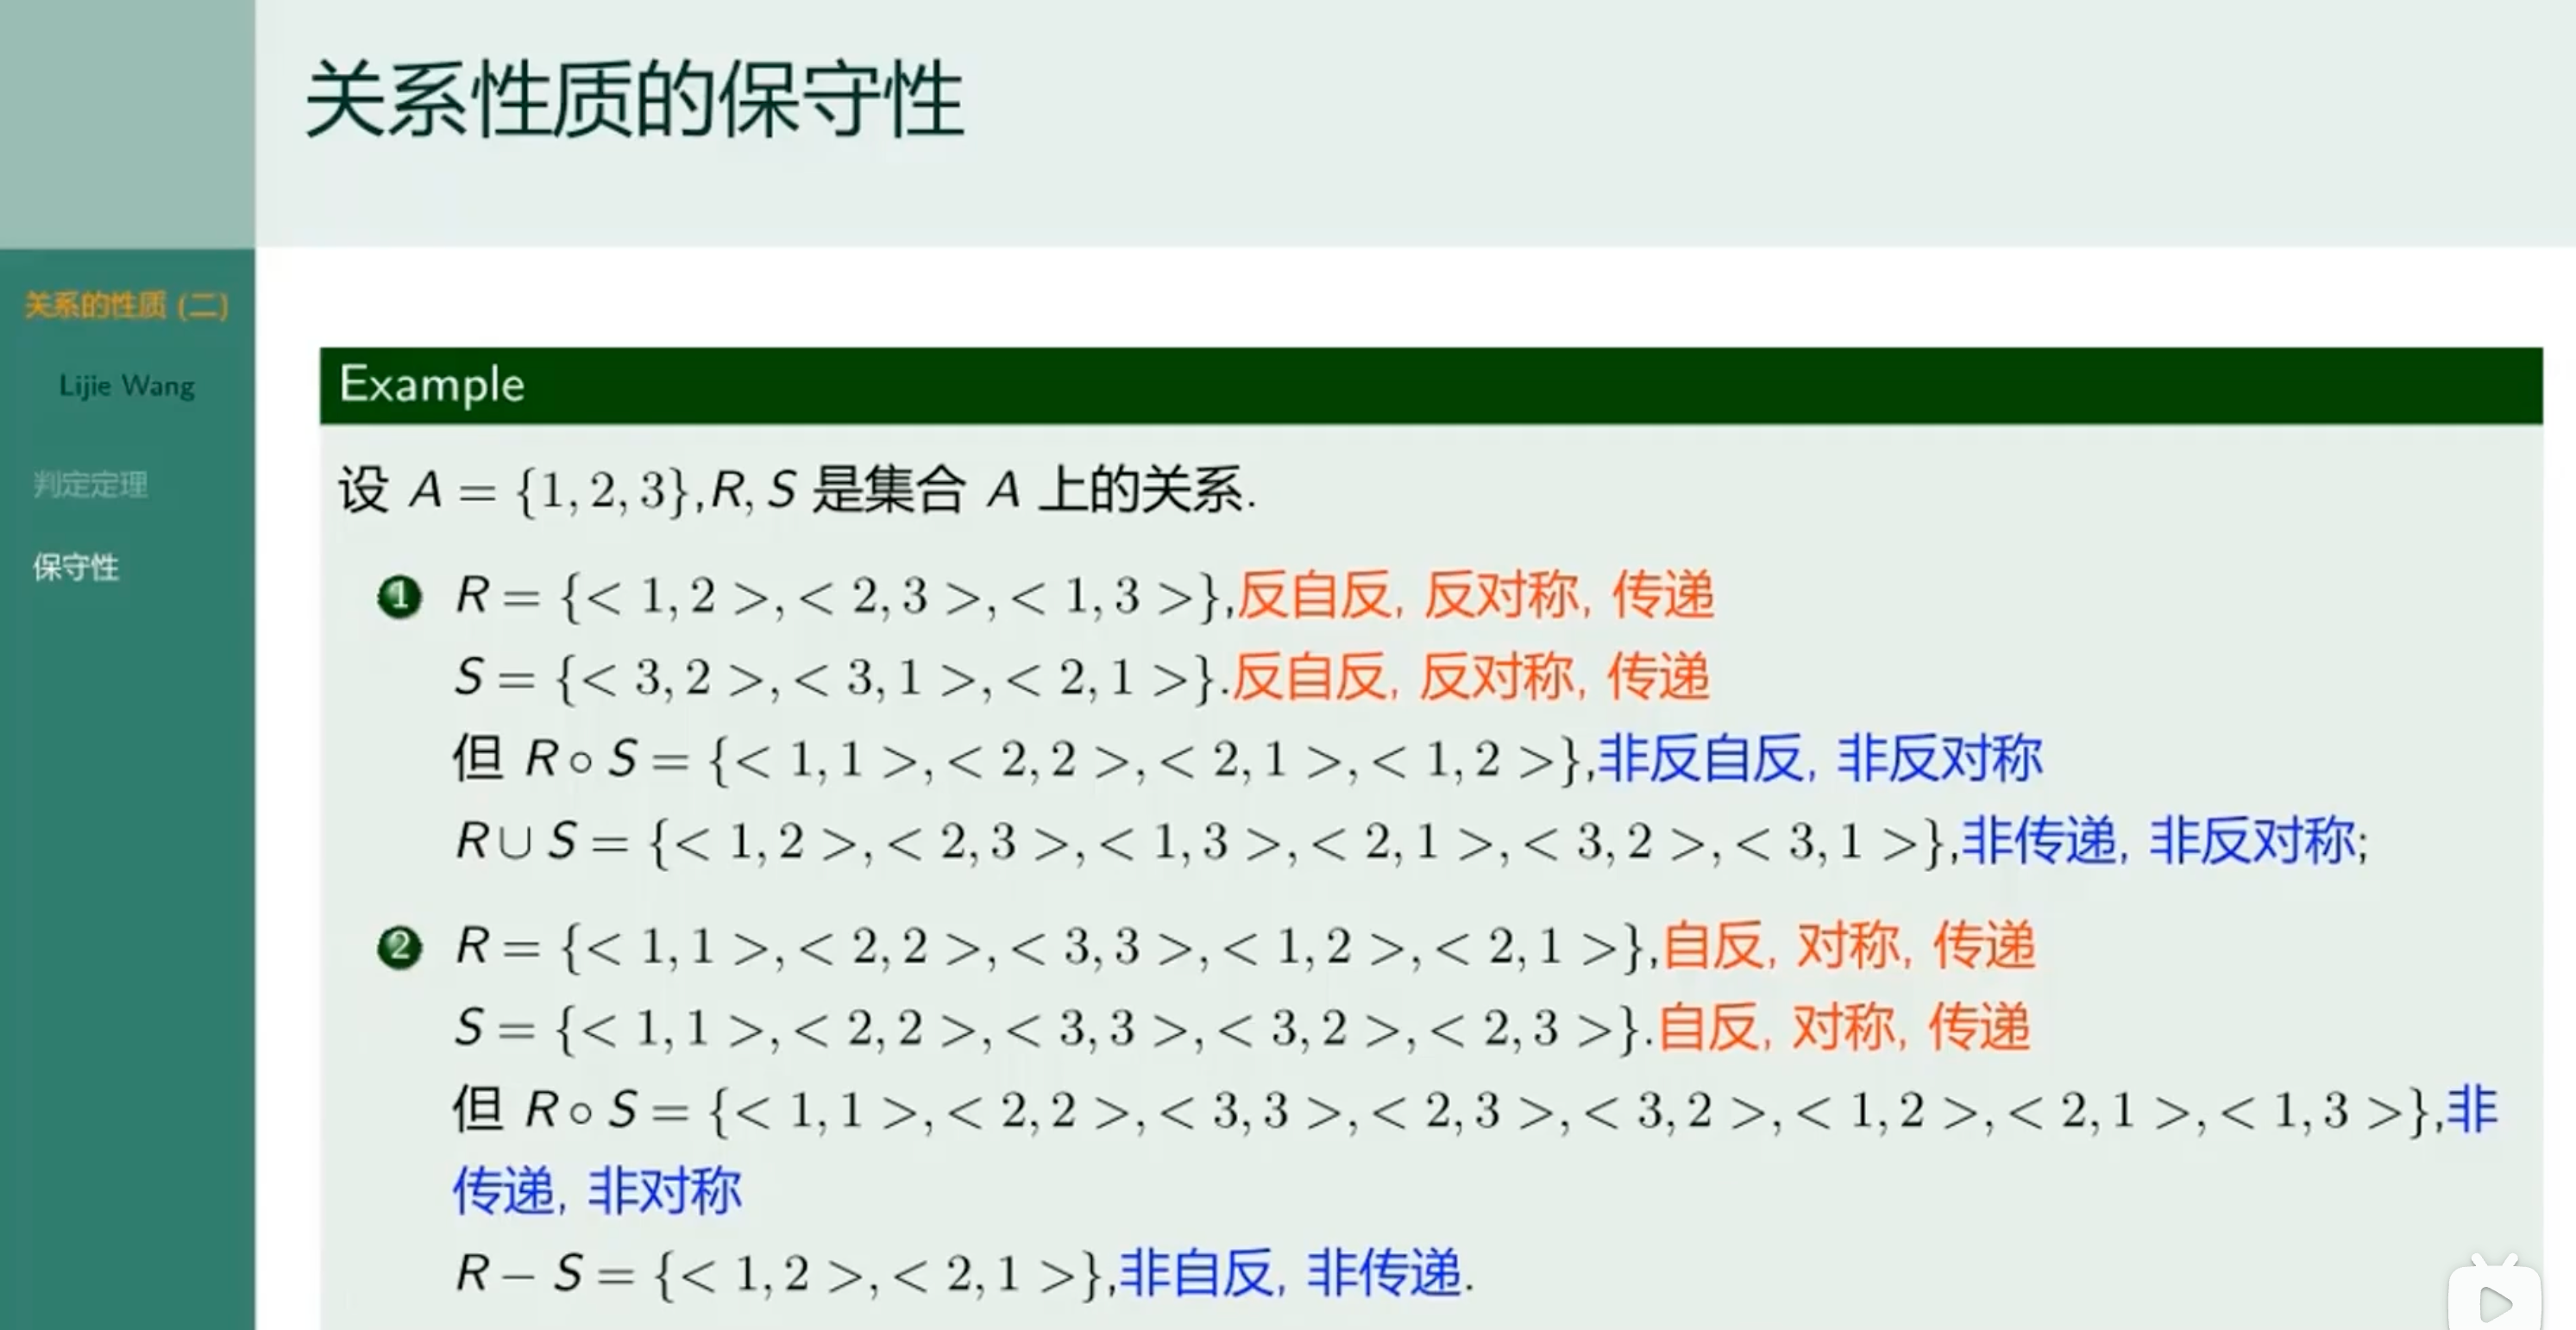 关系性质的保守性
关系的性质 (二)
Lijie Wang
判定定理
保守性
Example
设 A = {1, 2, 3},R, S 是集合 A 上的关系.
1 R = {< 1, 2 >, < 2, 3 >, < 1, 3 >},反自反, 反对称, 传递
S = {< 3, 2 >, < 3, 1 >, < 2, 1 >}.反自反, 反对称, 传递
但 R ∘ S = {< 1, 1 >, < 2, 2 >, < 2, 1 >, < 1, 2 >},非反自反, 非反对称
R ∪ S = {< 1, 2 >, < 2, 3 >, < 1, 3 >, < 2, 1 >, < 3, 2 >, < 3, 1 >},非传递, 非反对称;
2 R = {< 1, 1 >, < 2, 2 >, < 3, 3 >, < 1, 2 >, < 2, 1 >},自反, 对称, 传递
S = {< 1, 1 >, < 2, 2 >, < 3, 3 >, < 3, 2 >, < 2, 3 >}.自反, 对称, 传递
但 R ∘ S = {< 1, 1 >, < 2, 2 >, < 3, 3 >, < 2, 3 >, < 3, 2 >, < 1, 2 >, < 2, 1 >, < 1, 3 >},非
传递, 非对称
R − S = {< 1, 2 >, < 2, 1 >},非自反, 非传递.